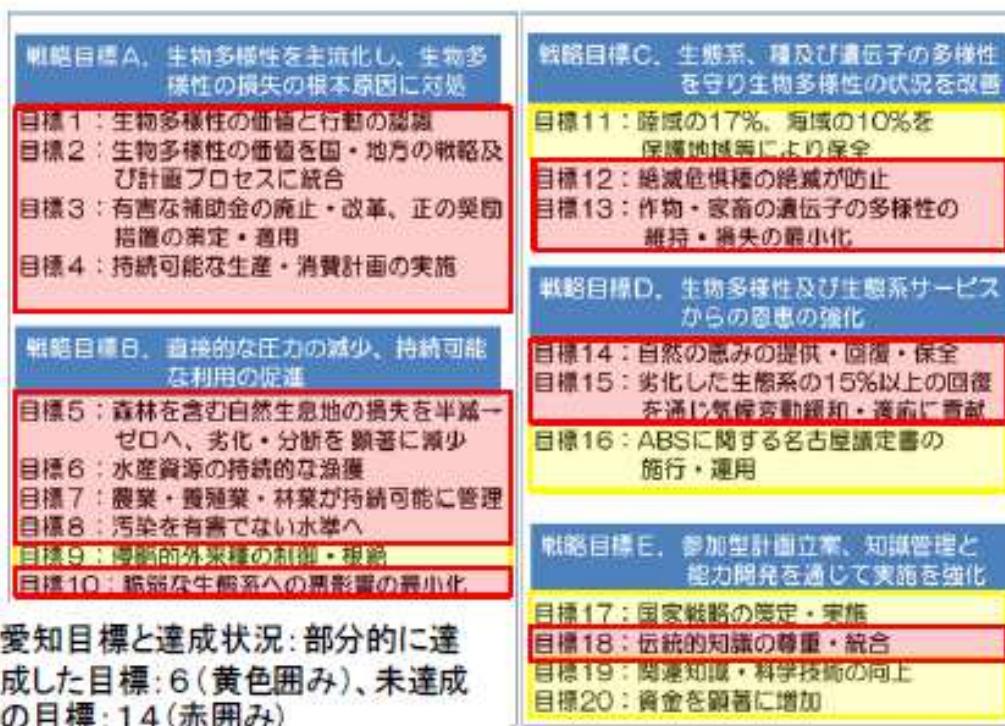 戦略目標A．生物多様性を主流化し、生物多
様性の損失の根本原因に対処
目標1：生物多様性の価値と行動の認識
目標2：生物多様性の価値を国・地方の戦略及
び計画プロセスに統合
目標3：有害な補助金の廃止・改革、正の奨励
措置の策定・適用
目標4：持続可能な生産・消費計画の実施
戦略目標B．直接的な圧力の減少、持続可能
な利用の促進
目標5：森林を含む自然生息地の損失を半減→
ゼロへ、劣化・分断を顕著に減少
目標6：水産資源の持続的な漁獲
目標7：農業・養殖業・林業が持続可能に管理
目標8：汚染を有害でない水準へ
目標9：侵略的外来種の制御・根絶
目標10：脆弱な生態系への悪影響の最小化
愛知目標と達成状況：部分的に達
成した目標：6（黄色囲み）、未達成
の目標：14（赤囲み）
戦略目標C．生態系、種及び遺伝子の多様性
を守り生物多様性の状況を改善
目標11：陸域の17%、海域の10%を
保護地域等により保全
目標12：絶滅危惧種の絶滅が防止
目標13：作物・家畜の遺伝子の多様性の
維持・損失の最小化
戦略目標D．生物多様性及び生態系サービス
からの恩恵の強化
目標14：自然の恵みの提供・回復・保全
目標15：劣化した生態系の15%以上の回復
を通じ気候変動緩和・適応に貢献
目標16：ABSに関する名古屋議定書の
施行・運用
戦略目標E．参加型計画立案、知識管理と
能力開発を通じて実施を強化
目標17：国家戦略の策定・実施
目標18：伝統的知識の尊重・統合
目標19：関連知識・科学技術の向上
目標20：資金を顕著に増加